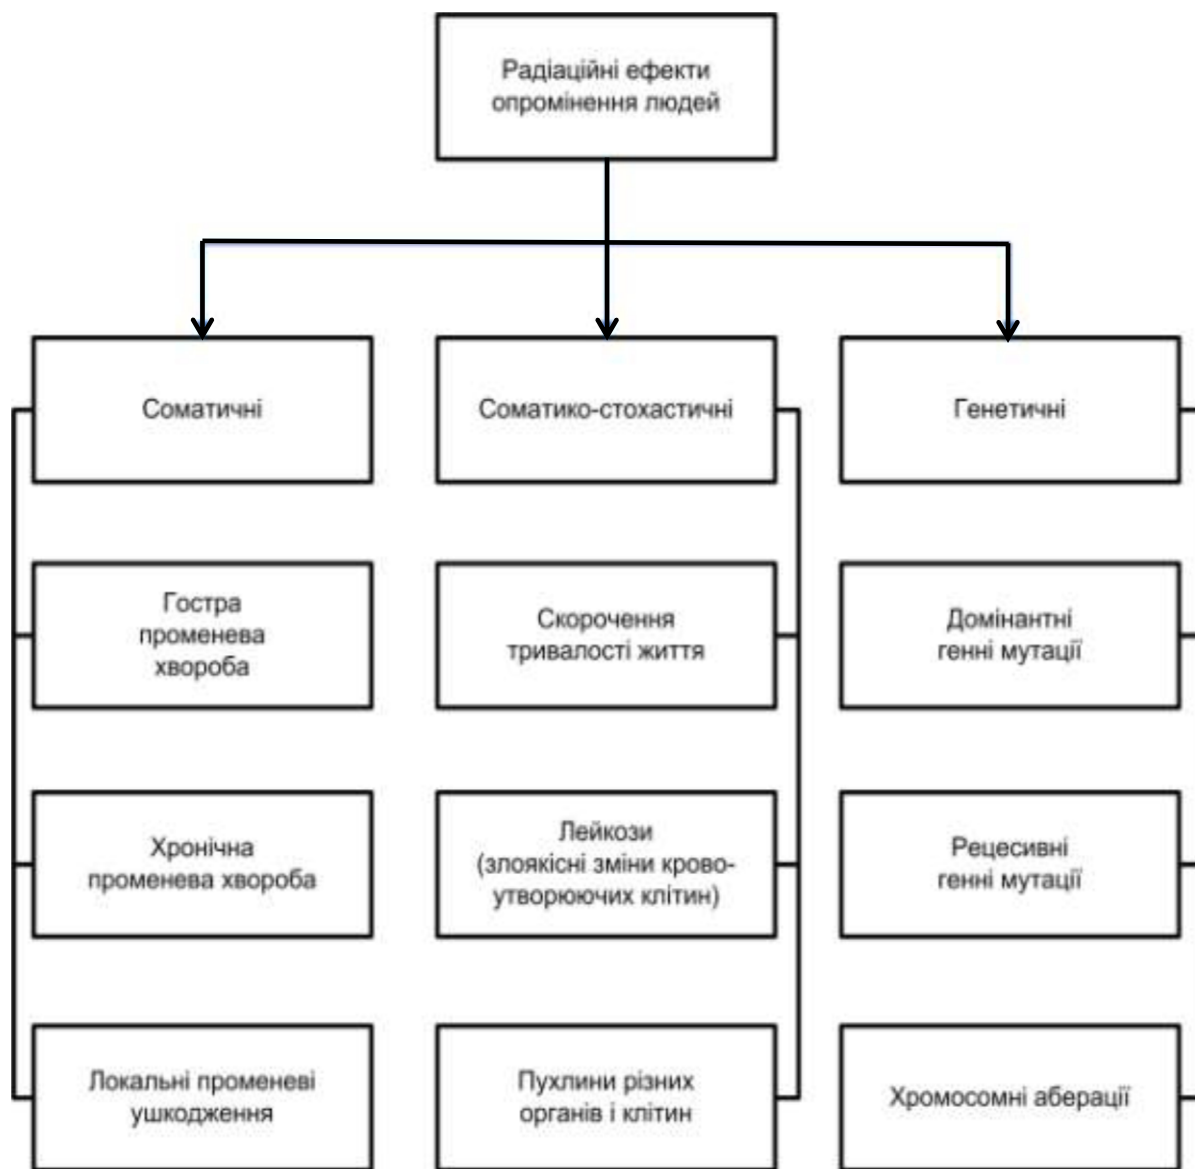 Радіаційні ефекти
опромінення людей
Соматичні
Соматико-стохастичні
Генетичні
Гостра
променева
хвороба
Скорочення
тривалості життя
Домінантні
генні мутації
Хронічна
променева хвороба
Лейкози
(злоякісні зміни крово-
утворюючих клітин)
Рецесивні
генні мутації
Локальні променеві
ушкодження
Пухлини різних
органів і клітин
Хромосомні аберації